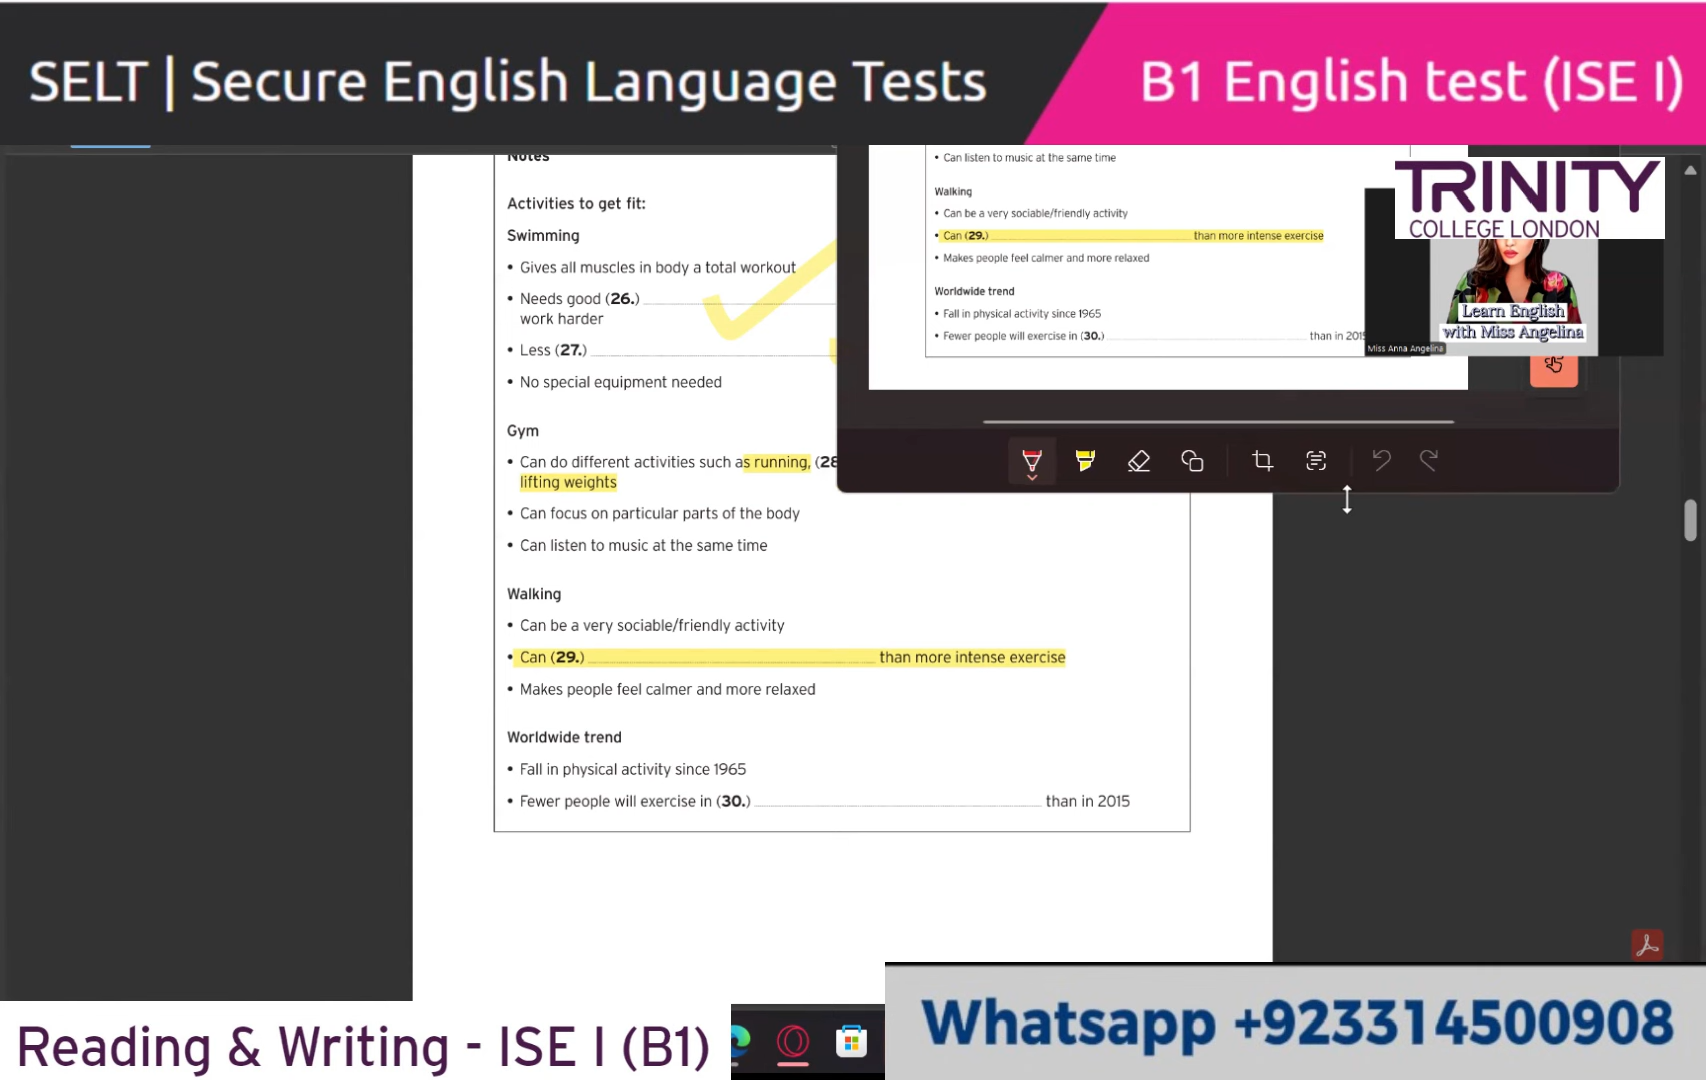 SELT | Secure English Language Tests
B1 English test (ISE I)
Notes
Activities to get fit:
Swimming
• Gives all muscles in body a total workout
• Needs good (26.)
work harder
• Less (27.)
• No special equipment needed
Gym
• Can do different activities such as running, (28
lifting weights
• Can focus on particular parts of the body
• Can listen to music at the same time
Walking
• Can be a very sociable/friendly activity
• Can (29.) than more intense exercise
• Makes people feel calmer and more relaxed
Worldwide trend
• Fall in physical activity since 1965
• Fewer people will exercise in (30.) than in 2015
• Can listen to music at the same time
Walking
• Can be a very sociable/friendly activity
• Can (29.) than more intense exercise
• Makes people feel calmer and more relaxed
Worldwide trend
• Fall in physical activity since 1965
• Fewer people will exercise in (30.) than in 2015
TRINITY
COLLEGE LONDON
Learn English
with Miss Angelina
Miss Anna Angelina
Reading & Writing - ISE I (B1)
Whatsapp +923314500908